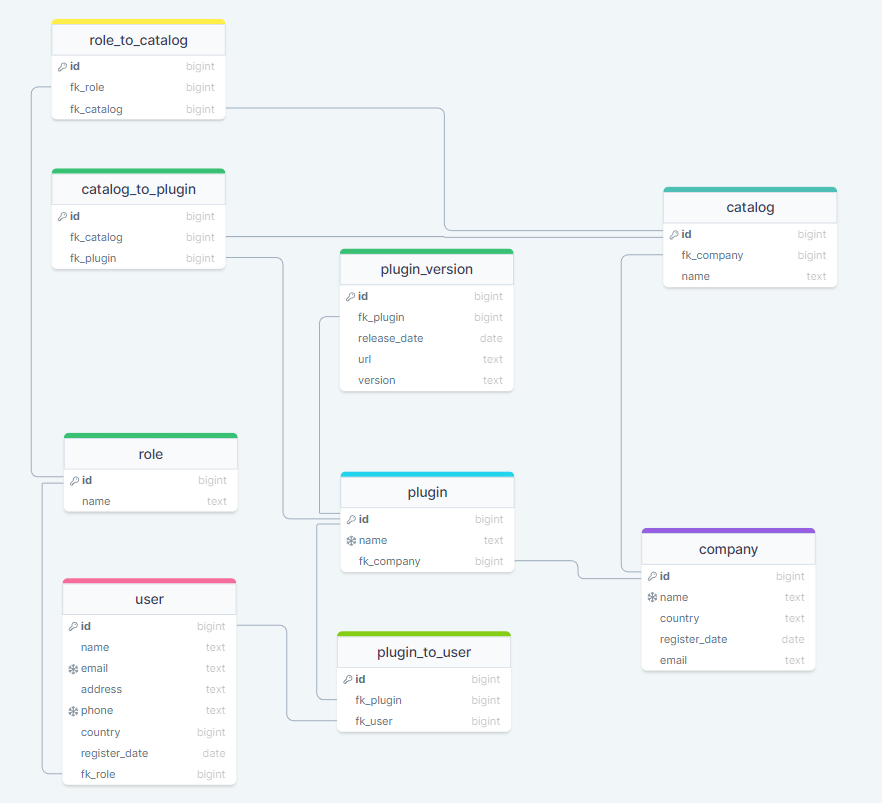 role_to_catalog
id bigint
fk_role bigint
fk_catalog bigint
catalog_to_plugin
id bigint
fk_catalog bigint
fk_plugin bigint
catalog
id bigint
fk_company bigint
name text
plugin_version
id bigint
fk_plugin bigint
release_date date
url text
version text
role
id bigint
name text
plugin
id bigint
name text
fk_company bigint
company
id bigint
name text
country text
register_date date
email text
user
id bigint
name text
email text
address text
phone text
country bigint
register_date date
fk_role bigint
plugin_to_user
id bigint
fk_plugin bigint
fk_user bigint